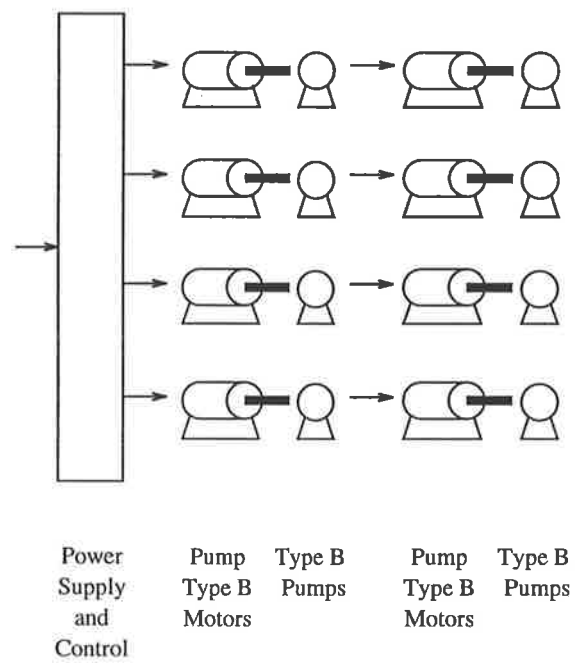 Power
Supply
and
Control
Pump
Type B
Motors
Type B
Pumps
Pump
Type B
Motors
Type B
Pumps